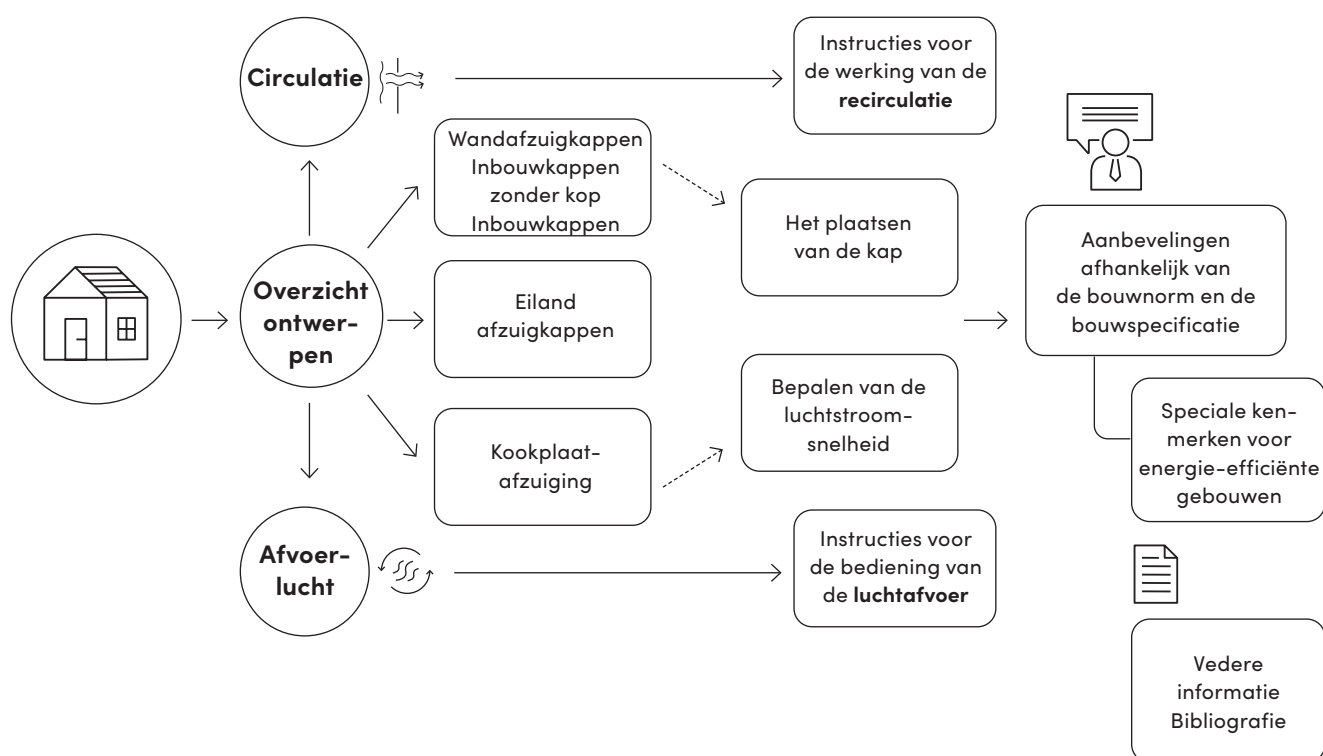 Circulatie
Instructies voor
de werking van de
recirculatie
Wandafzuigkappen
Inbouwkappen
zonder kop
Inbouwkappen
Het plaatsen
van de kap
Overzicht
ontwer-
pen
Eiland
afzuigkappen
Aanbevelingen
afhankelijk van
de bouwnorm en de
bouwspecificatie
Bepalen van de
luchtstroom-
snelheid
Kookplaat-
afzuiging
Speciale ken-
merken voor
energie-efficiënte
gebouwen
Afvoer-
lucht
Instructies voor
de bediening van
de luchtafvoer
Vedere
informatie
Bibliografie